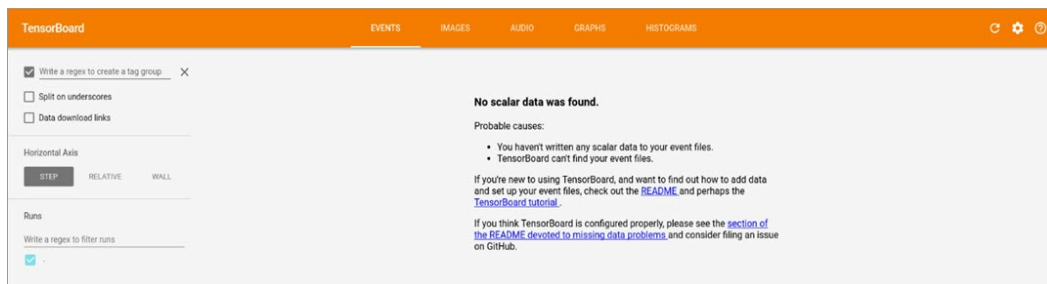 TensorBoard
EVENTS IMAGES AUDIO GRAPHS HISTOGRAMS
Write a regex to create a tag group
Split on underscores
Data download links
Horizontal Axis
STEP RELATIVE WALL
Runs
Write a regex to filter runs
.
No scalar data was found.
Probable causes:
• You haven't written any scalar data to your event files.
• TensorBoard can't find your event files.
If you're new to using TensorBoard, and want to find out how to add data
and set up your event files, check out the README and perhaps the
TensorBoard tutorial .
If you think TensorBoard is configured properly, please see the section of
the README devoted to missing data problems and consider filing an issue
on GitHub.